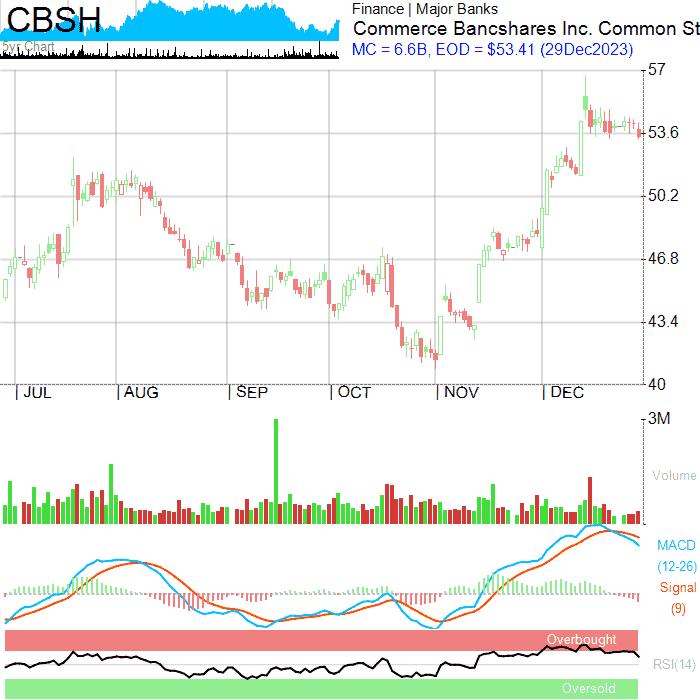 CBSH
5yr Chart
Finance | Major Banks
Commerce Bancshares Inc. Common St
MC = 6.6B, EOD = $53.41 (29Dec2023)
57
53.6
50.2
46.8
43.4
40
JUL AUG SEP OCT NOV DEC
3M
Volume
MACD
(12-26)
Signal
(9)
Overbought
RSI(14)
Oversold